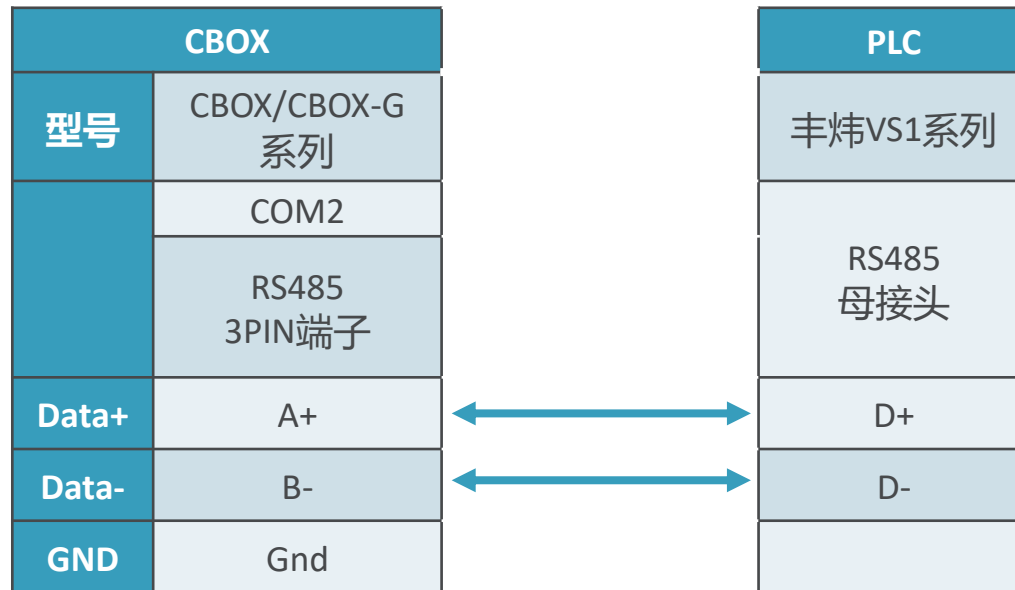 CBOX
PLC
型号
CBOX/CBOX-G
系列
丰炜VS1系列
COM2
RS485
3PIN端子
RS485
母接头
Data+
A+
D+
Data-
B-
D-
GND
Gnd